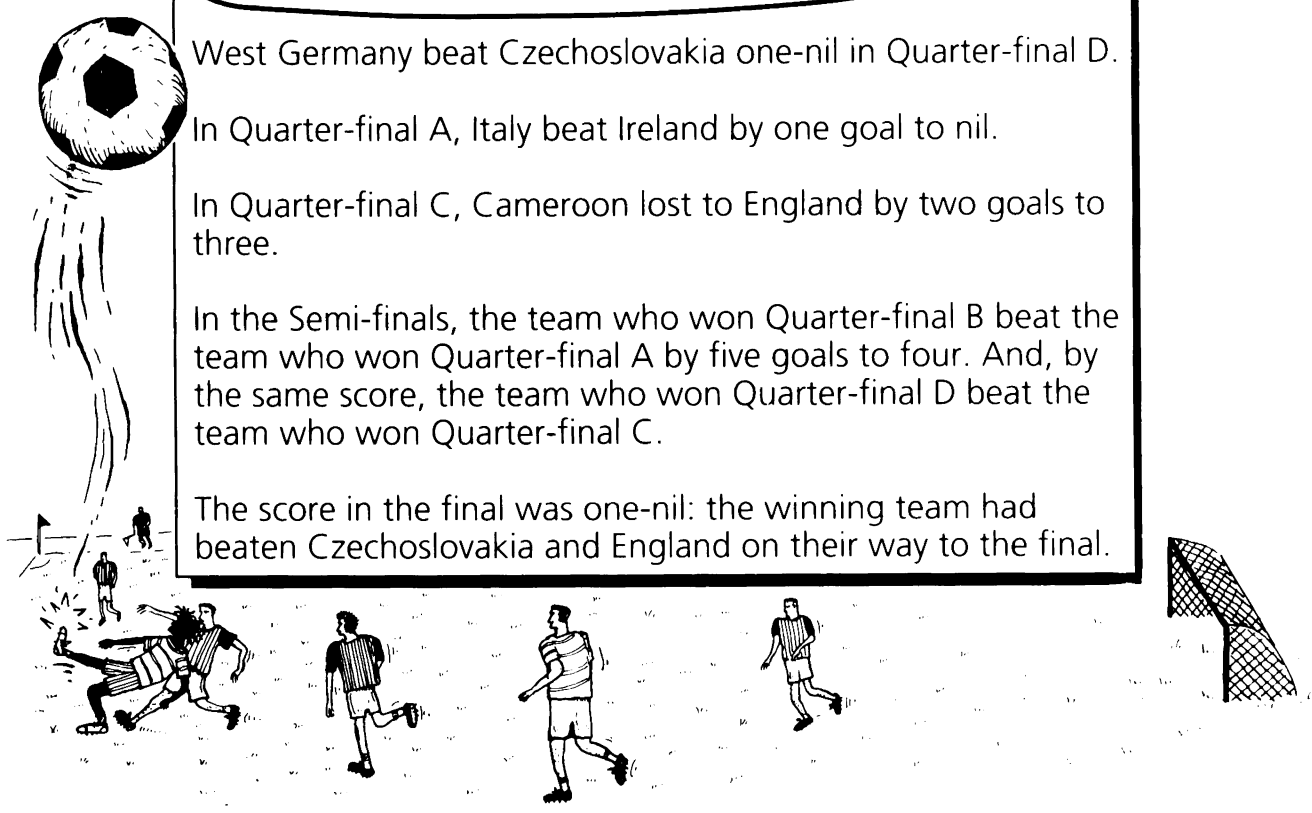 West Germany beat Czechoslovakia one-nil in Quarter-final D.
In Quarter-final A, Italy beat Ireland by one goal to nil.
In Quarter-final C, Cameroon lost to England by two goals to
three.
In the Semi-finals, the team who won Quarter-final B beat the
team who won Quarter-final A by five goals to four. And, by
the same score, the team who won Quarter-final D beat the
team who won Quarter-final C.
The score in the final was one-nil: the winning team had
beaten Czechoslovakia and England on their way to the final.